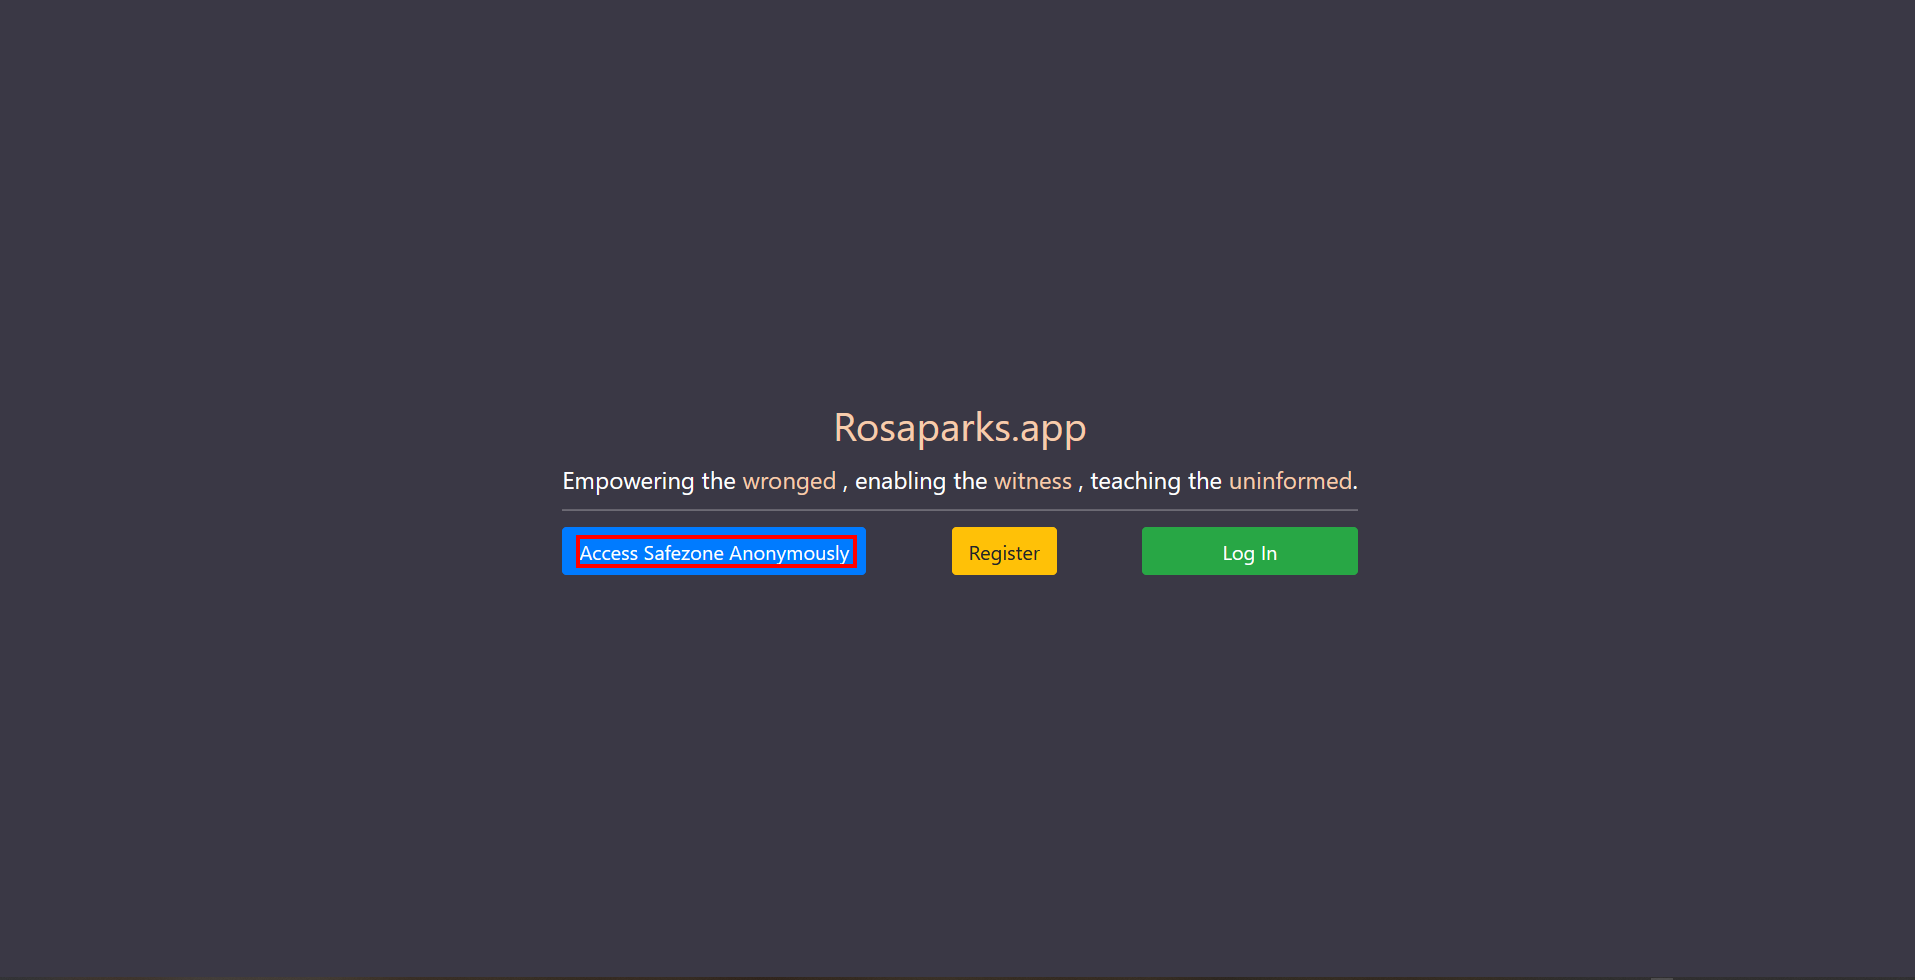 Rosaparks.app
Empowering the wronged , enabling the witness , teaching the uninformed.
Access Safezone Anonymously Register Log In